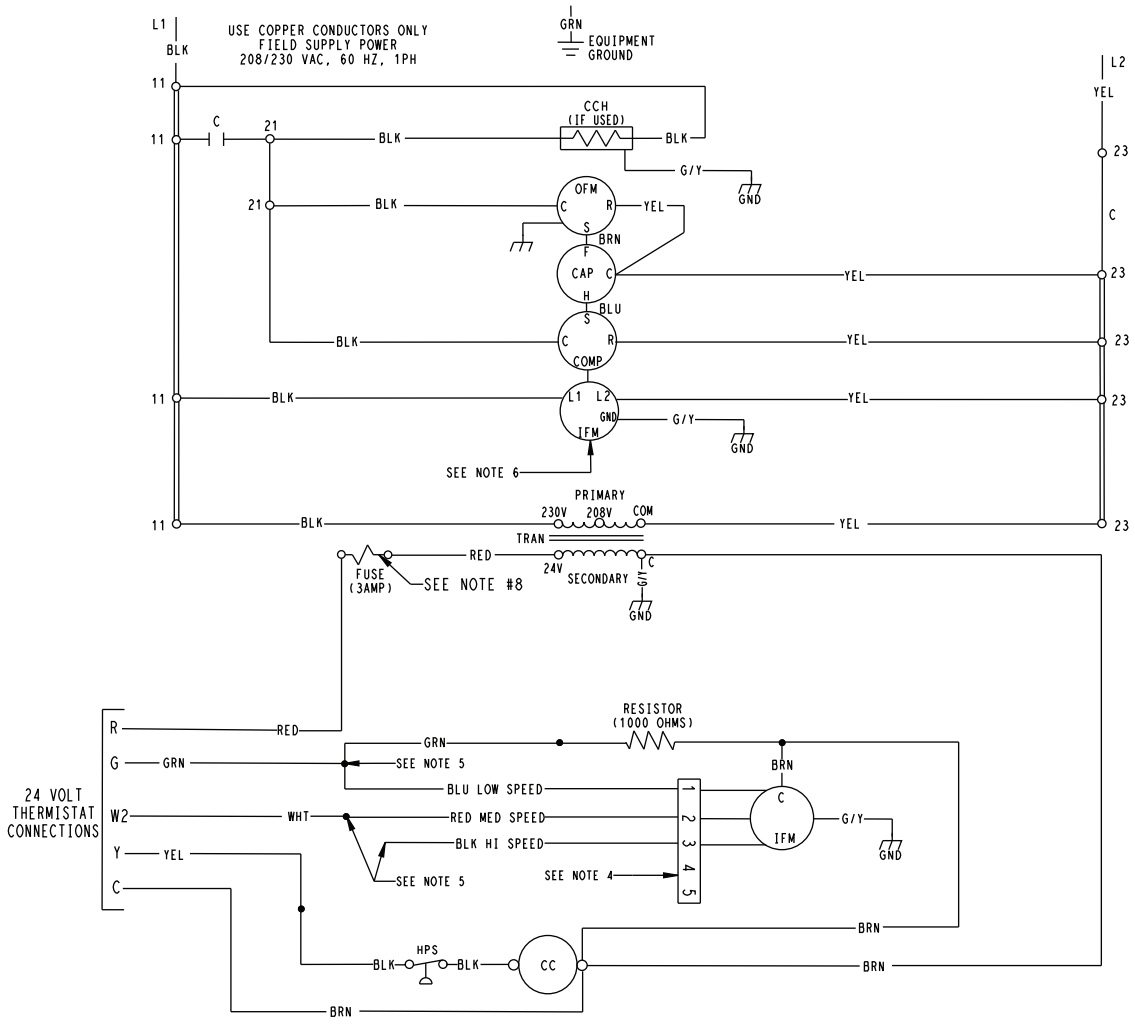 L1
BLK
USE COPPER CONDUCTORS ONLY
FIELD SUPPLY POWER
208/230 VAC, 60 HZ, 1PH
GRN
EQUIPMENT
GROUND
L2
YEL
11
CCH
(IF USED)
11
C
21
BLK
BLK
23
G/Y
GND
21
BLK
OFM
C
R
S
YEL
C
BRN
F
CAP
C
H
YEL
23
BLU
S
BLK
C
R
COMP
YEL
23
11
BLK
L1
L2
GND
IFM
YEL
23
G/Y
GND
SEE NOTE 6
PRIMARY
230V
208V
COM
11
BLK
YEL
23
TRAN
RED
24V
SECONDARY
C
G/Y
GND
FUSE
(3AMP)
SEE NOTE #8
24 VOLT
THERMISTAT
CONNECTIONS
R
RED
RESISTOR
(1000 OHMS)
GRN
G
GRN
SEE NOTE 5
BRN
BLU LOW SPEED
1
C
W2
WHT
RED MED SPEED
2
IFM
G/Y
GND
BLK HI SPEED
3
Y
YEL
SEE NOTE 4
4
SEE NOTE 5
5
C
BRN
HPS
BLK
BLK
CC
BRN
BRN